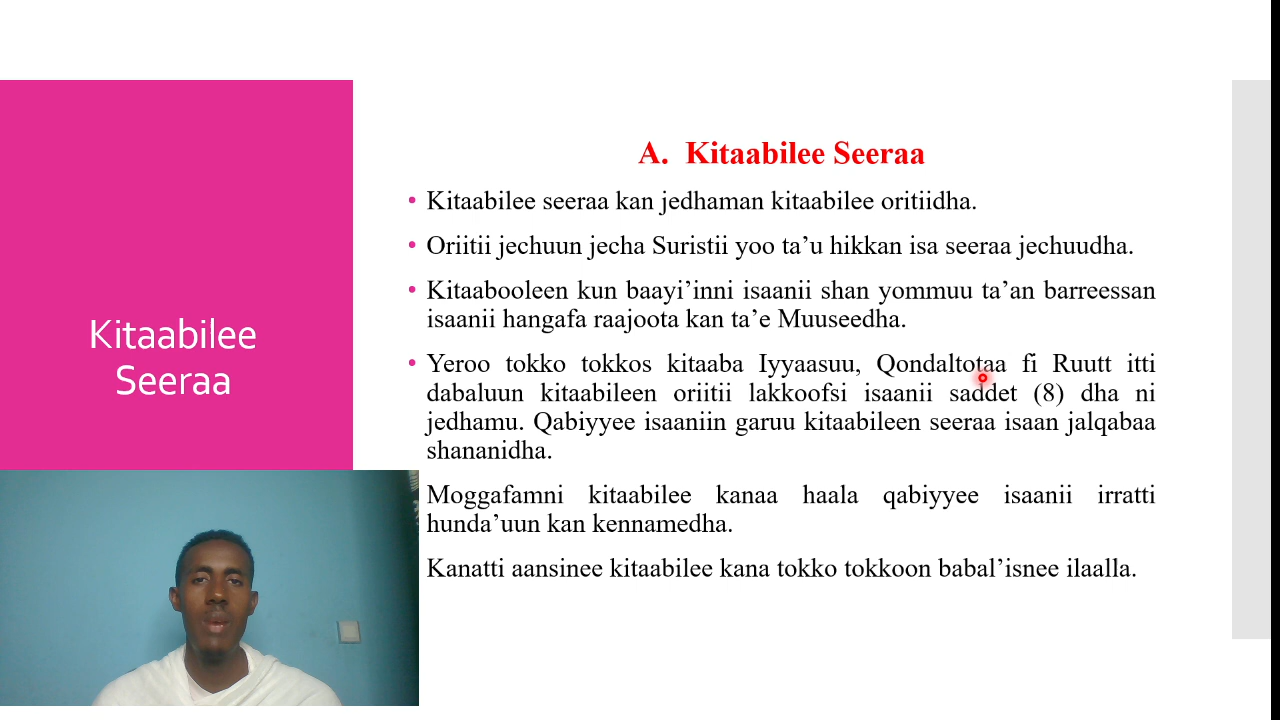 Kitaabilee
Seeraa
A. Kitaabilee Seeraa
• Kitaabilee seeraa kan jedhaman kitaabilee oritiidha.
• Oriitii jechuun jecha Suristii yoo ta’u hikkan isa seeraa jechuudha.
• Kitaabooleen kun baayi’inni isaanii shan yommuu ta’an barreessan
isaanii hangafa raajoota kan ta’e Muuseedha.
• Yeroo tokko tokkos kitaaba Iyyaasuu, Qondaltotaa fi Ruutt itti
dabaluun kitaabileen oriitii lakkoofsi isaanii saddet (8) dha ni
jedhamu. Qabiyyee isaaniin garuu kitaabileen seeraa isaan jalqabaa
shananidha.
Moggafamni kitaabilee kanaa haala qabiyyee isaanii irratti
hunda’uun kan kennamedha.
Kanatti aansinee kitaabilee kana tokko tokkoon babal’isnee ilaalla.